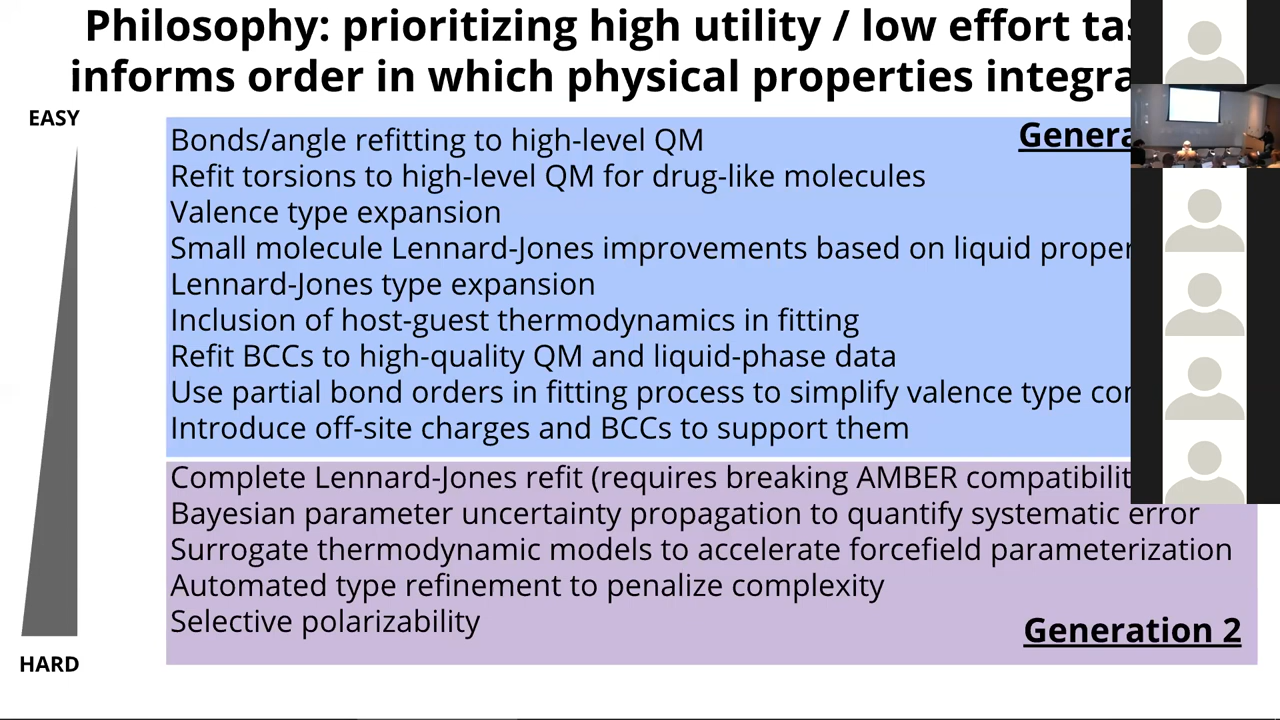 Philosophy: prioritizing high utility / low effort
informs order in which physical properties
EASY
Bonds/angle refitting to high-level QM
Refit torsions to high-level QM for drug-like molecules
Valence type expansion
Small molecule Lennard-Jones improvements based on liquid
Lennard-Jones type expansion
Inclusion of host-guest thermodynamics in fitting
Refit BCCs to high-quality QM and liquid-phase data
Use partial bond orders in fitting process to simplify valence type
Introduce off-site charges and BCCs to support them
Complete Lennard-Jones refit (requires breaking AMBER
Bayesian parameter uncertainty propagation to quantify systematic error
Surrogate thermodynamic models to accelerate forcefield parameterization
Automated type refinement to penalize complexity
Selective polarizability
Generation 2
HARD